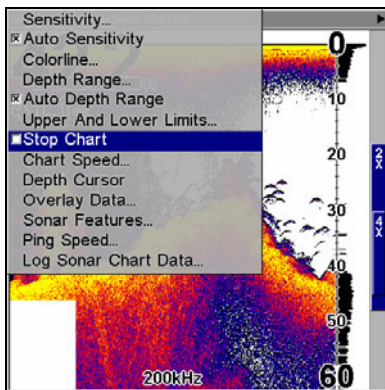 Sensitivity...
Auto Sensitivity
Colorline...
Depth Range...
Auto Depth Range
Upper And Lower Limits...
Stop Chart
Chart Speed...
Depth Cursor
Overlay Data...
Sonar Features...
Ping Speed...
Log Sonar Chart Data...
0
10
20
30
40
50
60
2X
4X
200kHz